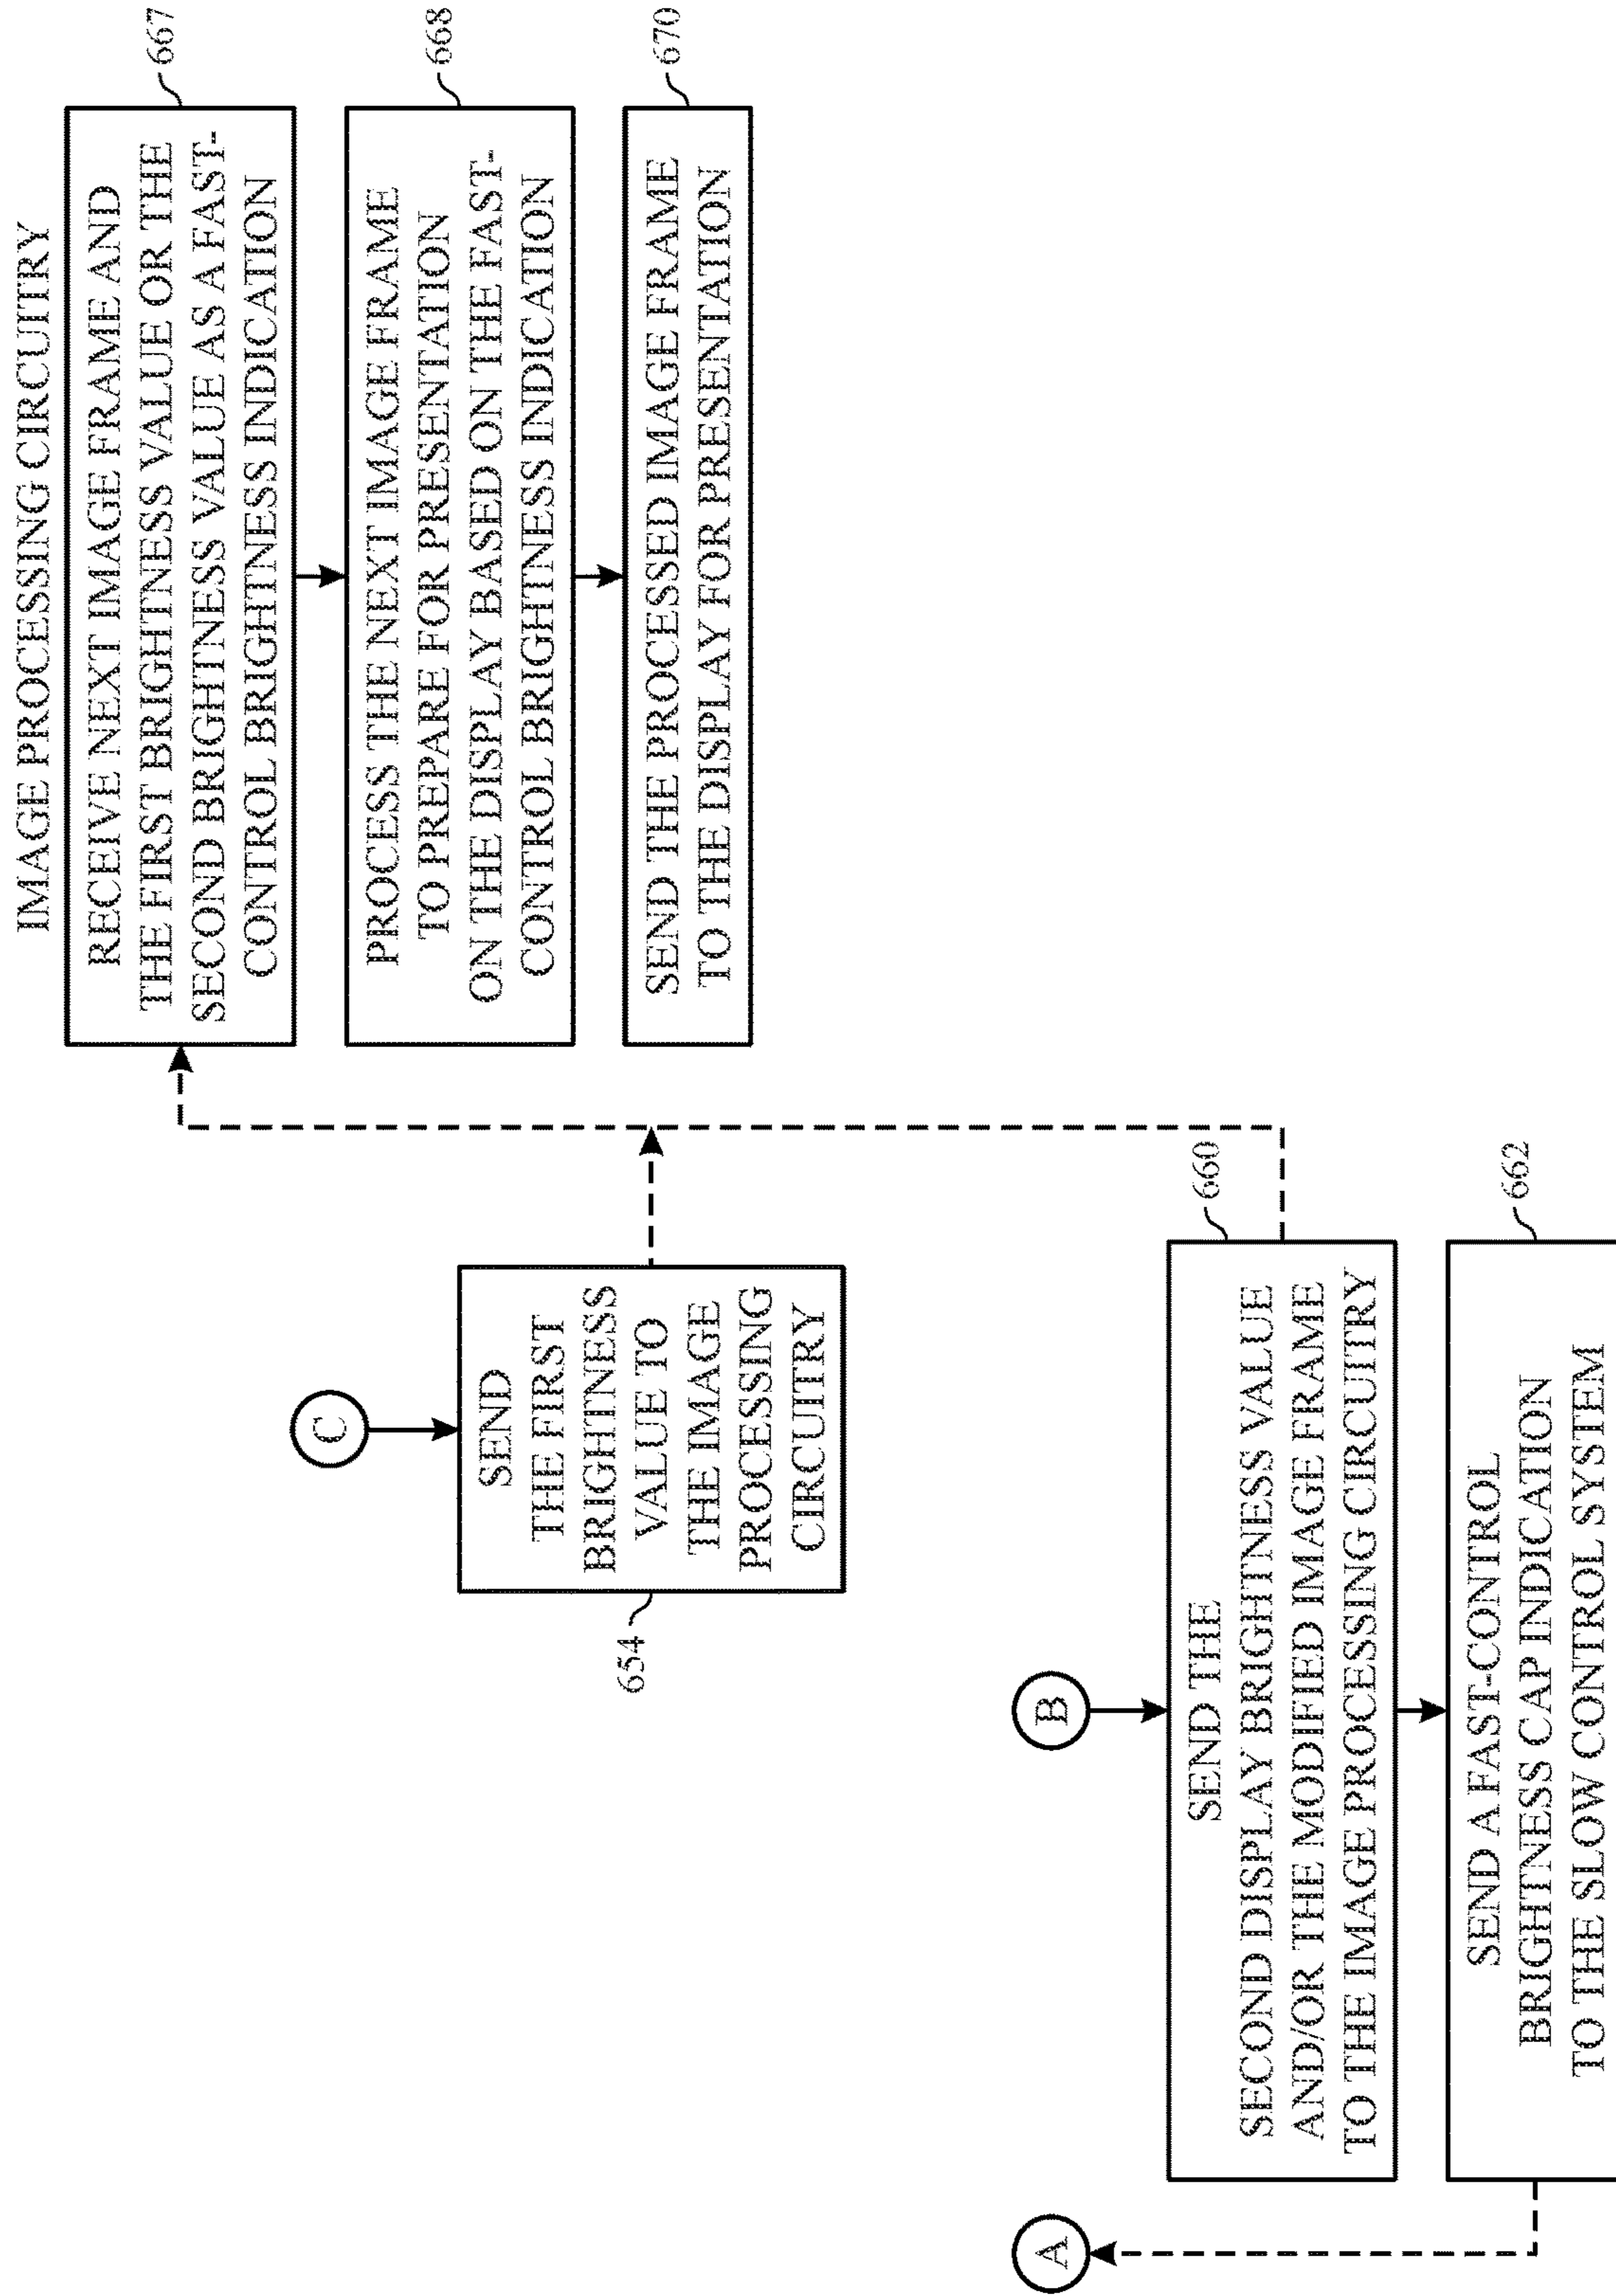 IMAGE PROCESSING CIRCUITRY
RECEIVE NEXT IMAGE FRAME AND
THE FIRST BRIGHTNESS VALUE OR THE
SECOND BRIGHTNESS VALUE AS A FAST-
CONTROL BRIGHTNESS INDICATION
667
PROCESS THE NEXT IMAGE FRAME
TO PREPARE FOR PRESENTATION
ON THE DISPLAY BASED ON THE FAST-
CONTROL BRIGHTNESS INDICATION
668
SEND THE PROCESSED IMAGE FRAME
TO THE DISPLAY FOR PRESENTATION
670
C
SEND
THE FIRST
BRIGHTNESS
VALUE TO
THE IMAGE
PROCESSING
CIRCUITRY
654
B
SEND THE
SECOND DISPLAY BRIGHTNESS VALUE
AND/OR THE MODIFIED IMAGE FRAME
TO THE IMAGE PROCESSING CIRCUITRY
660
SEND A FAST-CONTROL
BRIGHTNESS CAP INDICATION
TO THE SLOW CONTROL SYSTEM
662
A